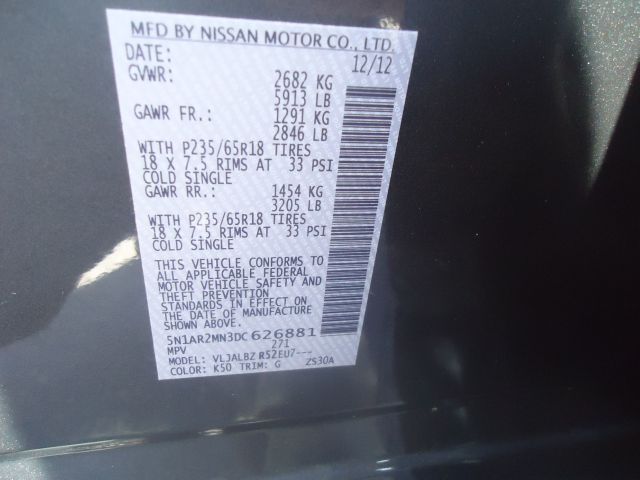 MFD BY NISSAN MOTOR CO., LTD.
DATE: 12/12
GVWR: 2682 KG
5913 LB
GAWR FR.: 1291 KG
2846 LB
WITH P235/65R18 TIRES
18 X 7.5 RIMS AT 33 PSI
COLD SINGLE
GAWR RR.: 1454 KG
3205 LB
WITH P235/65R18 TIRES
18 X 7.5 RIMS AT 33 PSI
COLD SINGLE
THIS VEHICLE CONFORMS TO
ALL APPLICABLE FEDERAL
MOTOR VEHICLE SAFETY AND
THEFT PREVENTION
STANDARDS IN EFFECT ON
THE DATE OF MANUFACTURE
SHOWN ABOVE.
5N1AR2MN3DC 626881
MPV 271
MODEL: VLJALBZ R52EU7---
COLOR: K50 TRIM: G ZS30A